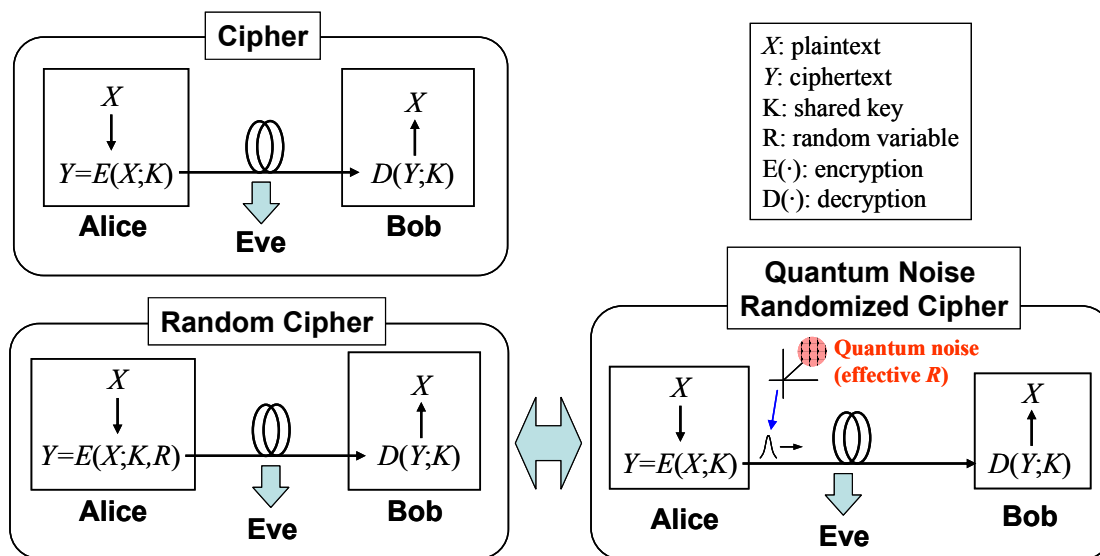 Cipher
X
Y=E(X;K)
Alice
Eve
X
D(Y;K)
Bob
X: plaintext
Y: ciphertext
K: shared key
R: random variable
E(·): encryption
D(·): decryption
Random Cipher
X
Y=E(X;K,R)
Alice
Eve
X
D(Y;K)
Bob
Quantum Noise
Randomized Cipher
Quantum noise
(effective R)
X
Y=E(X;K)
Alice
Eve
X
D(Y;K)
Bob